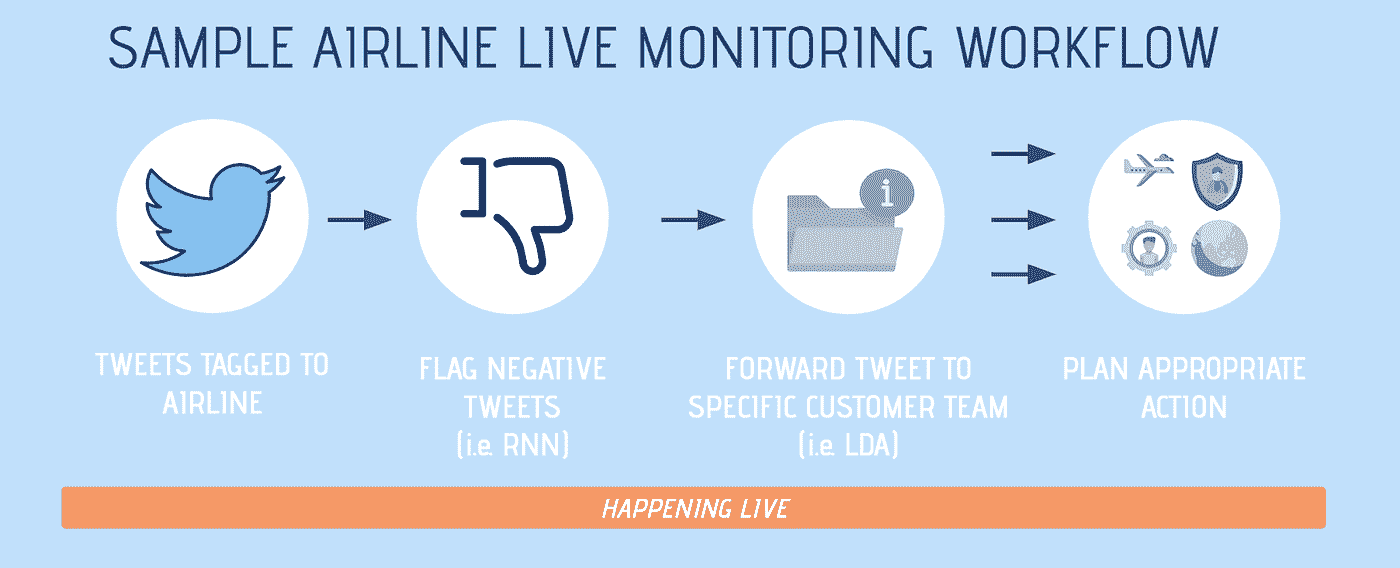 SAMPLE AIRLINE LIVE MONITORING WORKFLOW
i
TWEETS TAGGED TO
AIRLINE
FLAG NEGATIVE
TWEETS
(i.e. RNN)
FORWARD TWEET TO
SPECIFIC CUSTOMER TEAM
(i.e. LDA)
PLAN APPROPRIATE
ACTION
HAPPENING LIVE